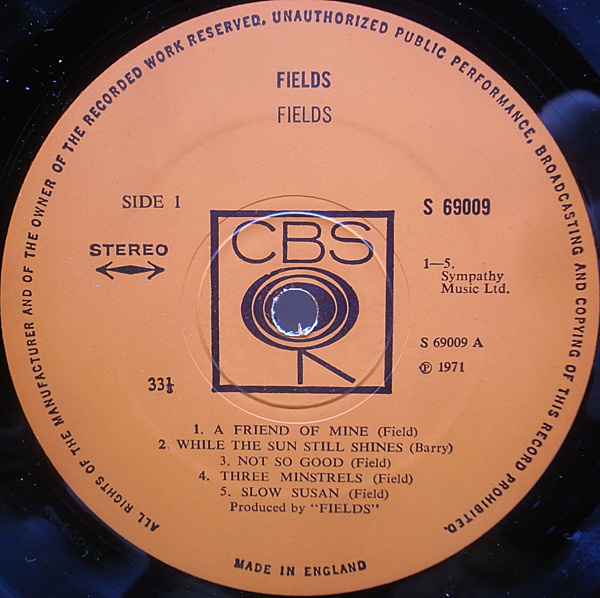 ALL RIGHTS OF THE MANUFACTURER AND OF THE OWNER OF THE RECORDED WORK RESERVED. UNAUTHORIZED PUBLIC PERFORMANCE, BROADCASTING AND COPYING OF THIS RECORD PROHIBITED.
FIELDS
FIELDS
SIDE 1
S 69009
STEREO
CBS
1—5.
Sympathy
Music Ltd.
S 69009 A
℗ 1971
33⅓
1. A FRIEND OF MINE (Field)
2. WHILE THE SUN STILL SHINES (Barry)
3. NOT SO GOOD (Field)
4. THREE MINSTRELS (Field)
5. SLOW SUSAN (Field)
Produced by "FIELDS"
MADE IN ENGLAND